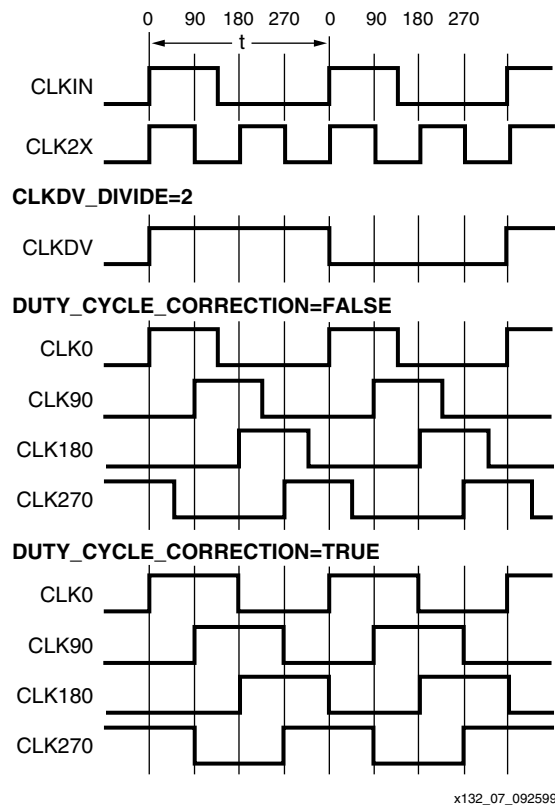 0 90 180 270 0 90 180 270
t
CLKIN
CLK2X
CLKDV_DIVIDE=2
CLKDV
DUTY_CYCLE_CORRECTION=FALSE
CLK0
CLK90
CLK180
CLK270
DUTY_CYCLE_CORRECTION=TRUE
CLK0
CLK90
CLK180
CLK270
x132_07_092599